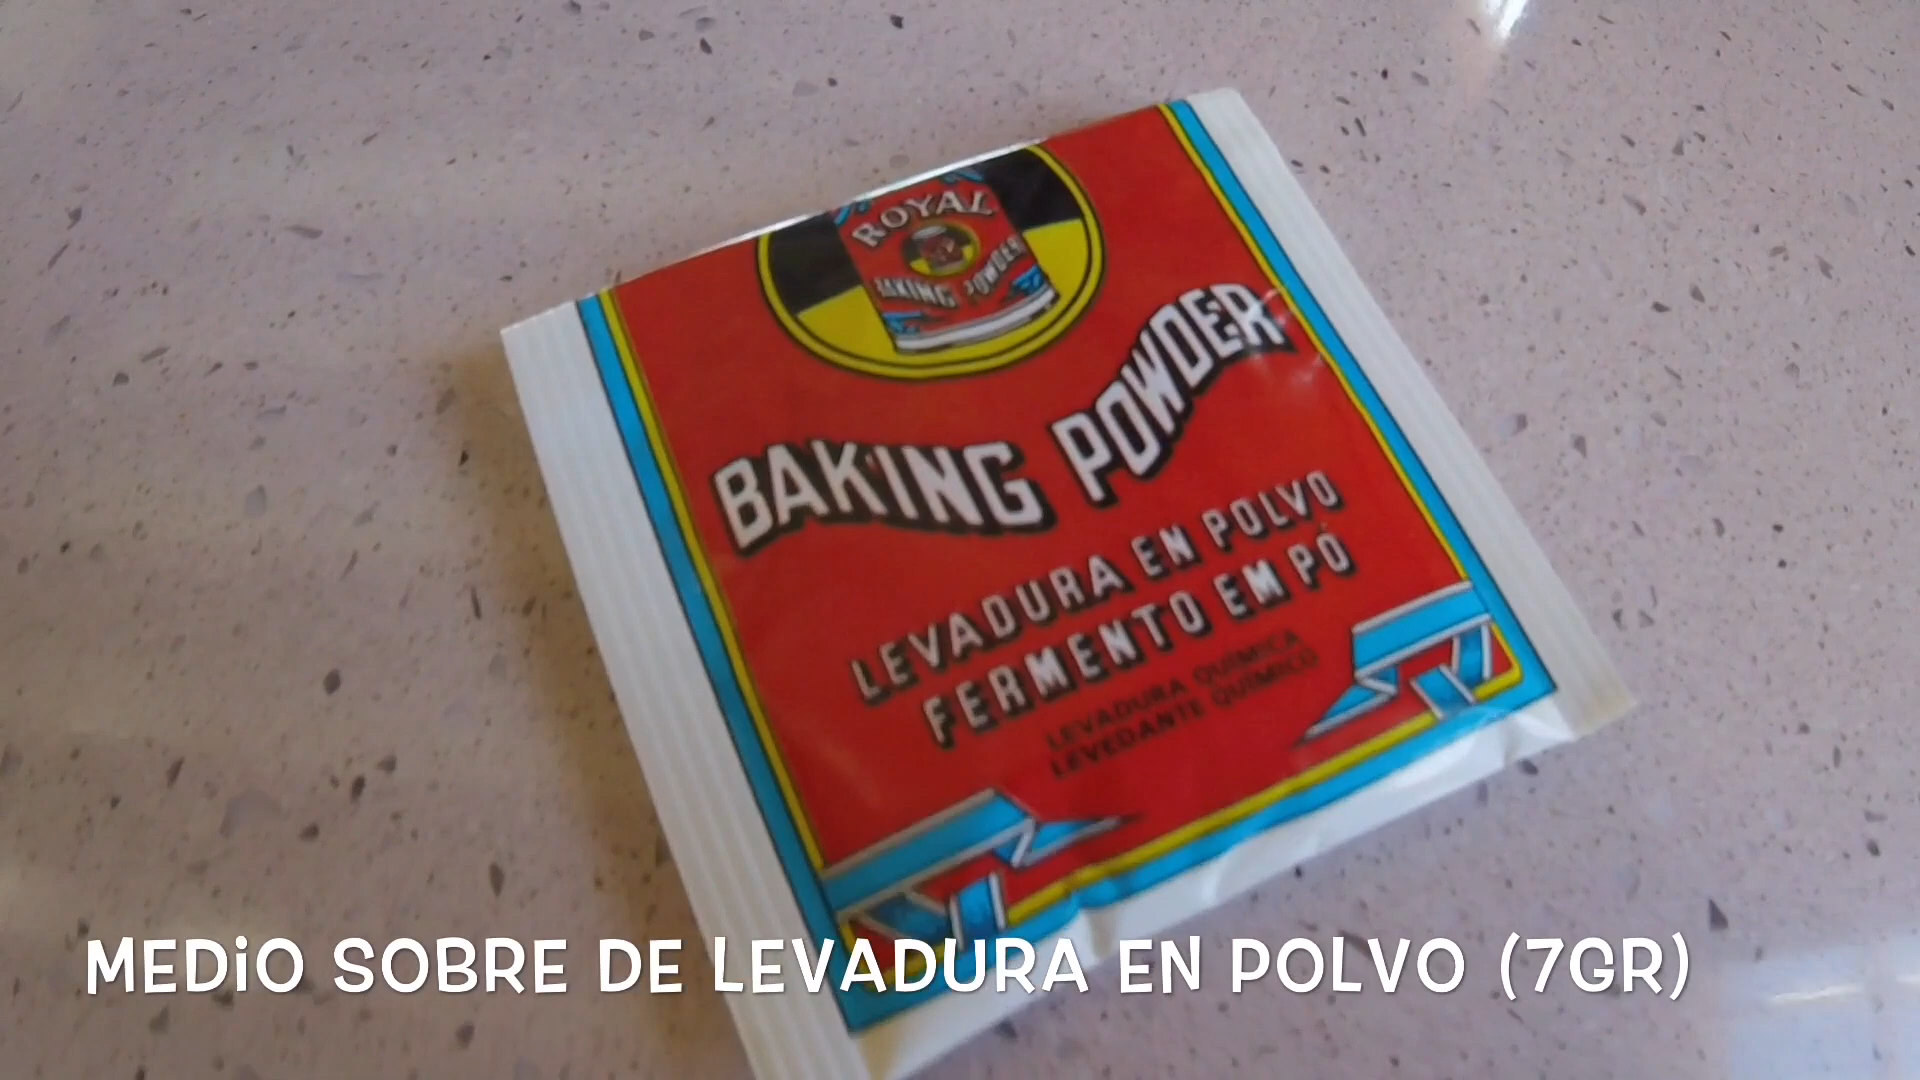 ROYAL
BAKING POWDER
BAKING POWDER
LEVADURA EN POLVO
FERMENTO EM PÓ
LEVADURA QUÍMICA
LEVEDANTE QUÍMICO
MEDiO SOBRE DE LEVADURA EN POLVO (7GR)